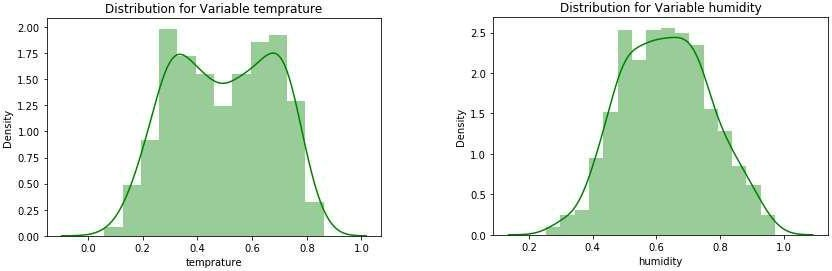 Distribution for Variable temprature
Density
2.00
1.75
1.50
1.25
1.00
0.75
0.50
0.25
0.00
0.0 0.2 0.4 0.6 0.8 1.0
temprature
Distribution for Variable humidity
Density
2.5
2.0
1.5
1.0
0.5
0.0
0.2 0.4 0.6 0.8 1.0
humidity